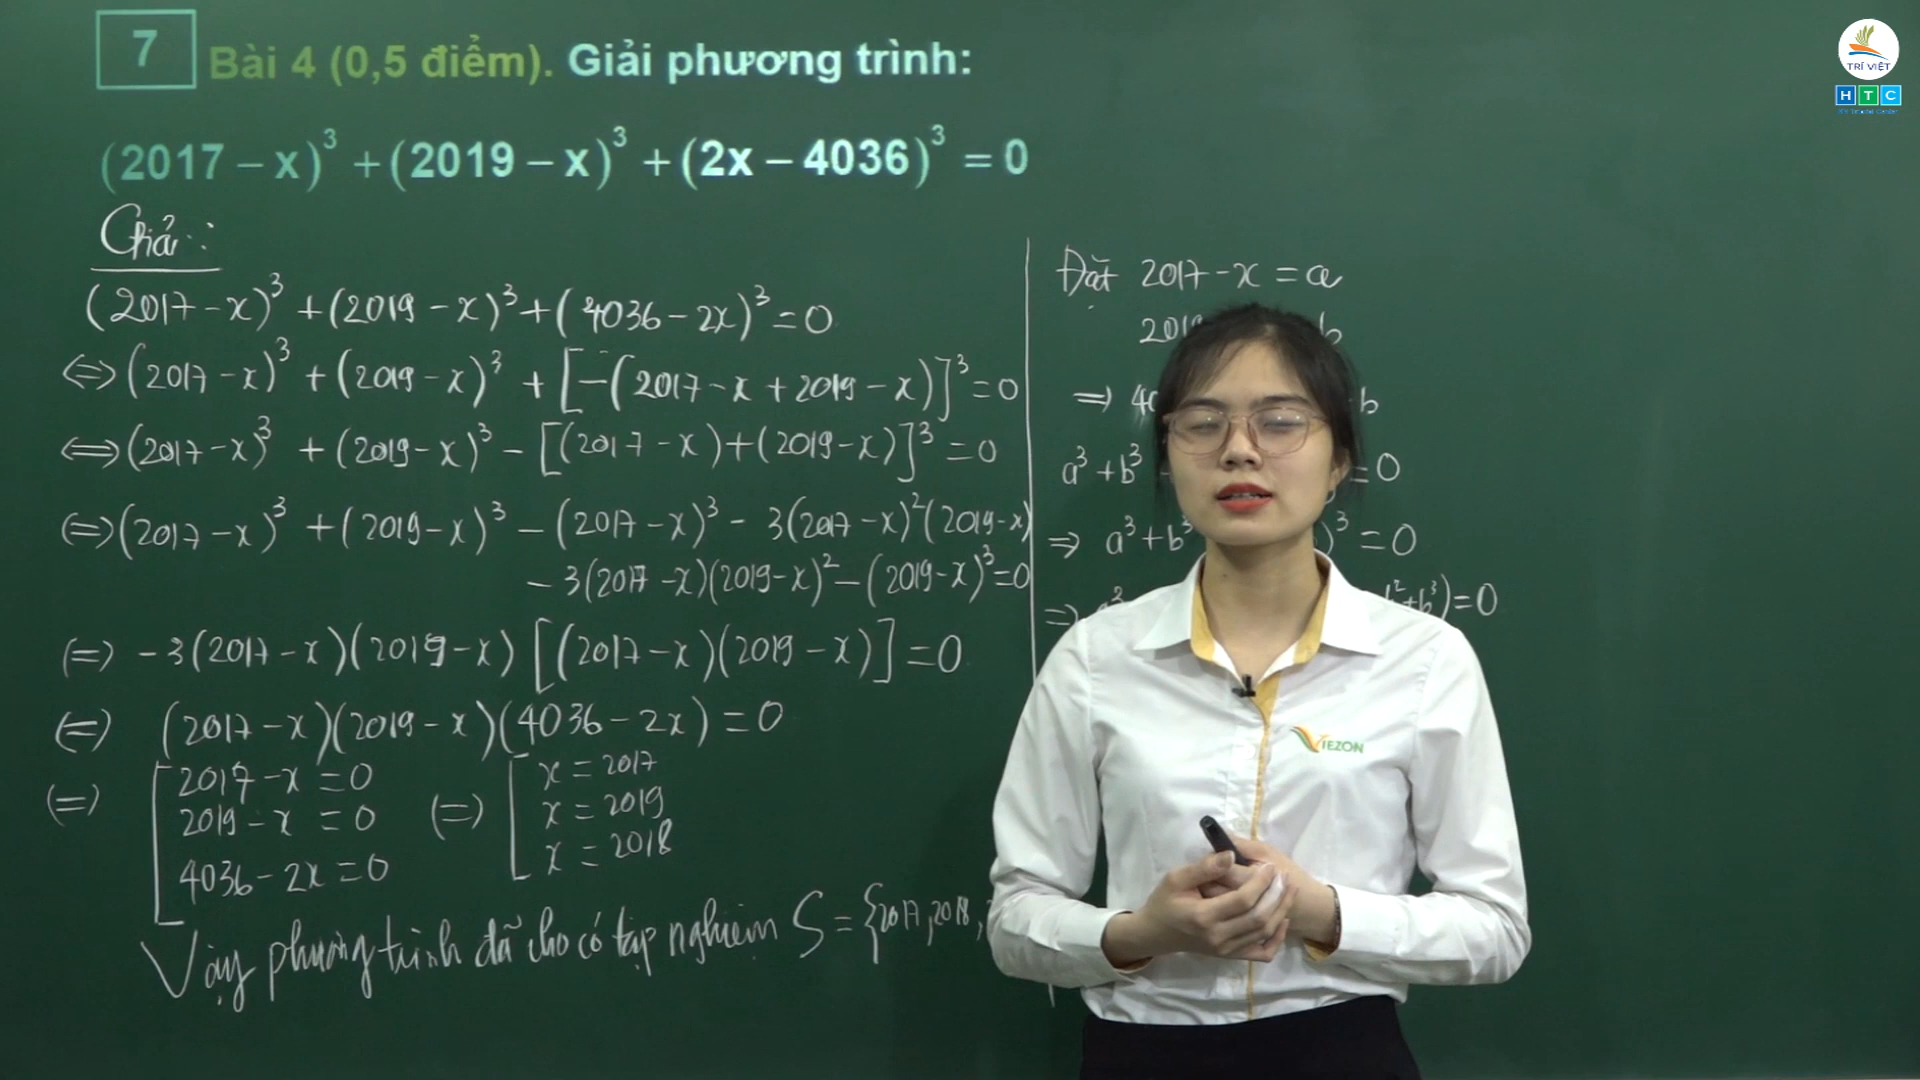 7 Bài 4 (0,5 điểm). Giải phương trình:
(2017 – x)³ + (2019 – x)³ + (2x – 4036)³ = 0
Giải:
(2017 – x)³ + (2019 – x)³ + (4036 – 2x)³ = 0
⇔ (2017 – x)³ + (2019 – x)³ + [–(2017 – x + 2019 – x)]³ = 0
⇔ (2017 – x)³ + (2019 – x)³ – [(2017 – x) + (2019 – x)]³ = 0
⇔ (2017 – x)³ + (2019 – x)³ – (2017 – x)³ – 3(2017 – x)²(2019 – x)
– 3(2017 – x)(2019 – x)² – (2019 – x)³ = 0
⇔ – 3(2017 – x)(2019 – x) [(2017 – x)(2019 – x)] = 0
⇔ (2017 – x)(2019 – x)(4036 – 2x) = 0
⇔ [ 2017 – x = 0 ⇔ [ x = 2017
2019 – x = 0 x = 2019
4036 – 2x = 0 x = 2018
Vậy phương trình đã cho có tập nghiệm S = {2017, 2018,
Đặt 2017 – x = a
b
⇒ b
a³ + b³ = 0
⇒ a³ + b³ )³ = 0
⇒ + b³) = 0
VIEZON
TRÍ VIỆT
HTC